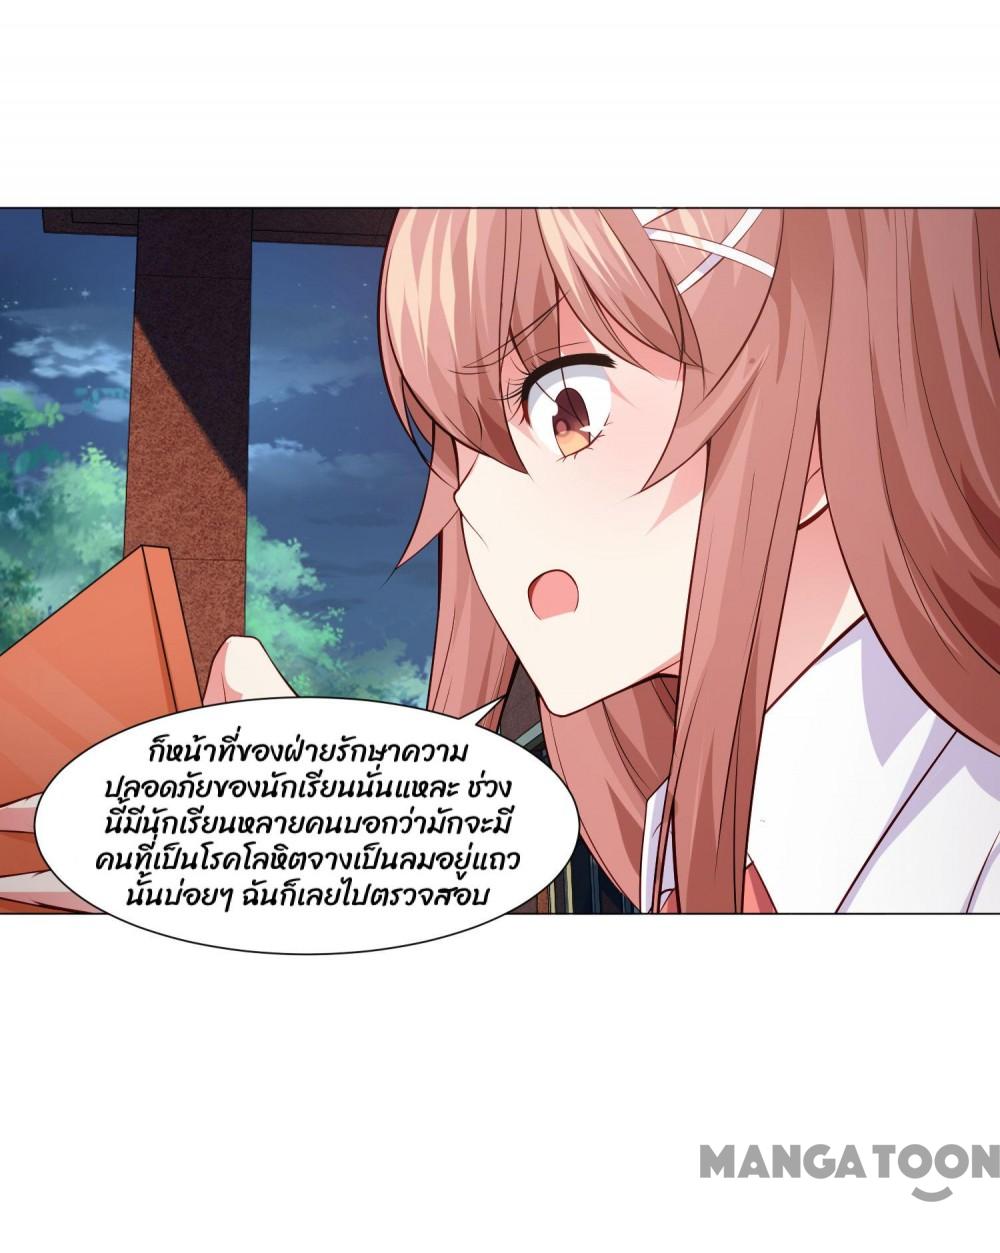 ก็หน้าที่ของฝ่ายรักษาความ
ปลอดภัยของนักเรียนนั่นแหละ ช่วง
นี้มีนักเรียนหลายคนบอกว่ามักจะมี
คนที่เป็นโรคโลหิตจางเป็นลมอยู่แถว
นั้นบ่อยๆ ฉันก็เลยไปตรวจสอบ
MANGATOON